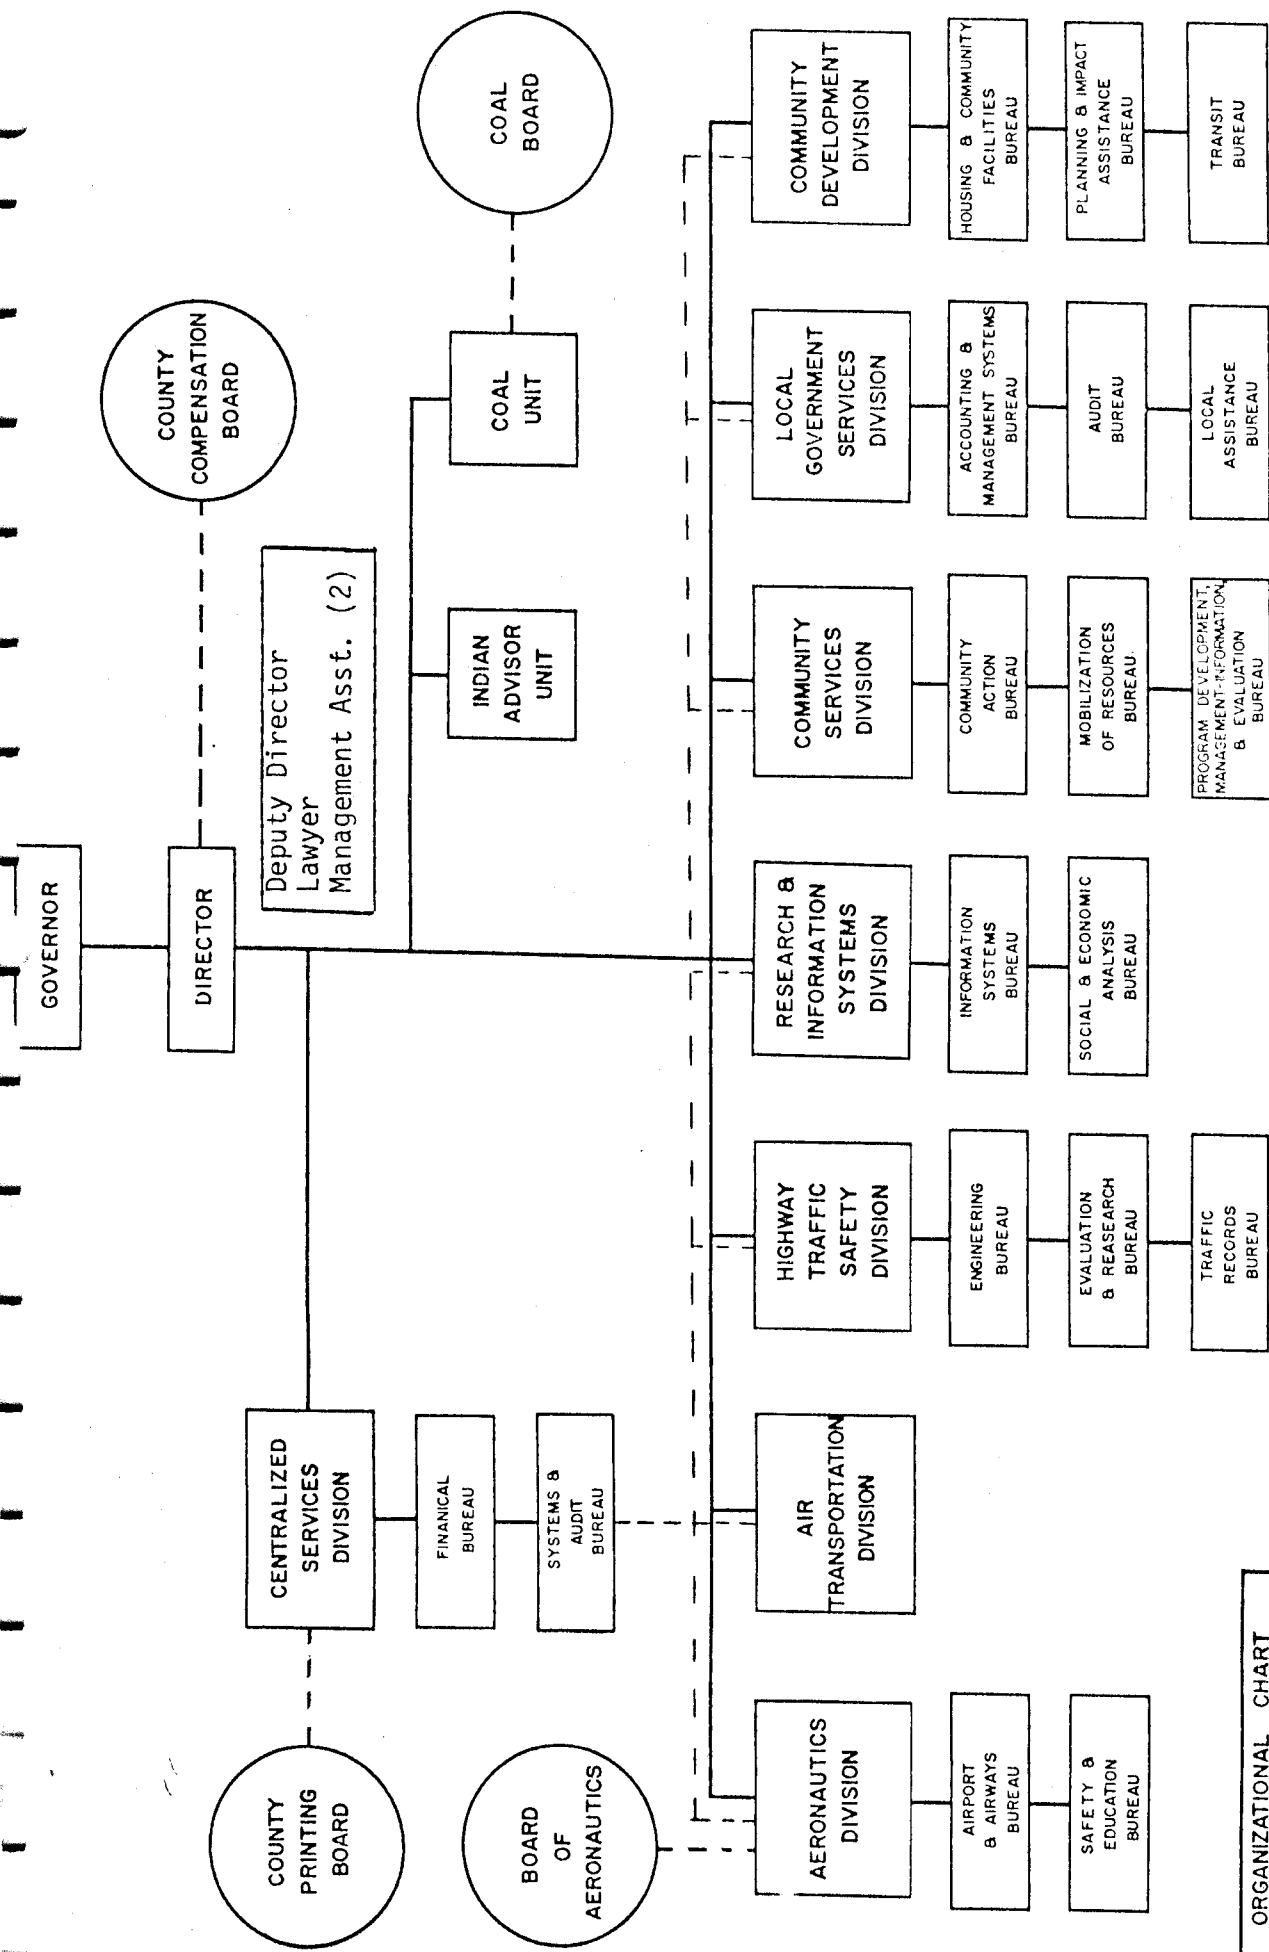 GOVERNOR
DIRECTOR
COUNTY
COMPENSATION
BOARD
Deputy Director
Lawyer
Management Asst. (2)
COUNTY
PRINTING
BOARD
CENTRALIZED
SERVICES
DIVISION
FINANICAL
BUREAU
SYSTEMS &
AUDIT
BUREAU
INDIAN
ADVISOR
UNIT
COAL
UNIT
COAL
BOARD
BOARD
OF
AERONAUTICS
AERONAUTICS
DIVISION
AIRPORT
& AIRWAYS
BUREAU
SAFETY &
EDUCATION
BUREAU
AIR
TRANSPORTATION
DIVISION
HIGHWAY
TRAFFIC
SAFETY
DIVISION
ENGINEERING
BUREAU
EVALUATION
& REASEARCH
BUREAU
TRAFFIC
RECORDS
BUREAU
RESEARCH &
INFORMATION
SYSTEMS
DIVISION
INFORMATION
SYSTEMS
BUREAU
SOCIAL & ECONOMIC
ANALYSIS
BUREAU
COMMUNITY
SERVICES
DIVISION
COMMUNITY
ACTION
BUREAU
MOBILIZATION
OF RESOURCES
BUREAU.
PROGRAM DEVELOPMENT,
MANAGEMENT-INFORMATION
& EVALUATION
BUREAU
LOCAL
GOVERNMENT
SERVICES
DIVISION
ACCOUNTING &
MANAGEMENT SYSTEMS
BUREAU
AUDIT
BUREAU
LOCAL
ASSISTANCE
BUREAU
COMMUNITY
DEVELOPMENT
DIVISION
HOUSING & COMMUNITY
FACILITIES
BUREAU
PLANNING & IMPACT
ASSISTANCE
BUREAU
TRANSIT
BUREAU
ORGANIZATIONAL CHART